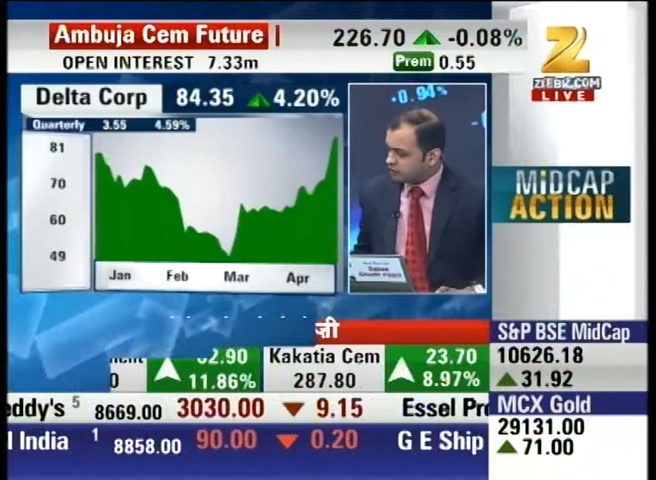 Ambuja Cem Future
226.70 -0.08%
OPEN INTEREST 7.33m
Prem 0.55
Z
ZEEBIZ.COM
LIVE
Delta Corp 84.35 4.20%
Quarterly 3.55 4.59%
81
70
60
49
Jan Feb Mar Apr
-0.94%
MiDCAP
ACTION
S&P BSE MidCap
10626.18
31.92
Kakatia Cem 23.70
11.86% 287.80 8.97%
MCX Gold
29131.00
71.00
eddy's 5 8669.00 3030.00 9.15 Essel Pr
l India 1 8858.00 90.00 0.20 G E Ship